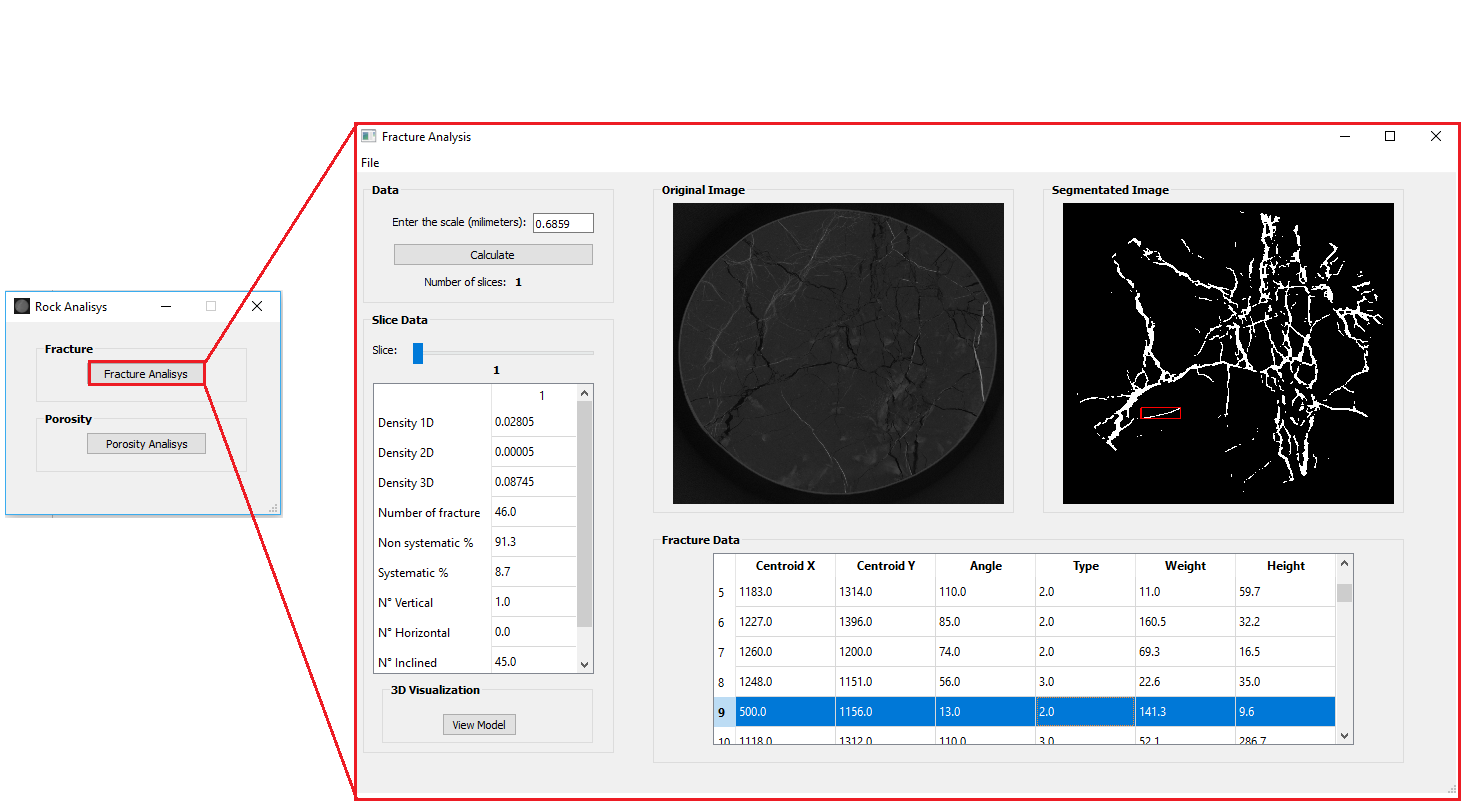 Rock Analisys
Fracture
Fracture Analisys
Porosity
Porosity Analisys
Fracture Analysis
File
Data
Enter the scale (milimeters): 0.6859
Calculate
Number of slices: 1
Slice Data
Slice:
1
1
Density 1D 0.02805
Density 2D 0.00005
Density 3D 0.08745
Number of fracture 46.0
Non systematic % 91.3
Systematic % 8.7
N° Vertical 1.0
N° Horizontal 0.0
N° Inclined 45.0
3D Visualization
View Model
Original Image
Segmentated Image
Fracture Data
Centroid X Centroid Y Angle Type Weight Height
5 1183.0 1314.0 110.0 2.0 11.0 59.7
6 1227.0 1396.0 85.0 2.0 160.5 32.2
7 1260.0 1200.0 74.0 2.0 69.3 16.5
8 1248.0 1151.0 56.0 3.0 22.6 35.0
9 500.0 1156.0 13.0 2.0 141.3 9.6
10 1118.0 1312.0 110.0 3.0 52.1 286.7